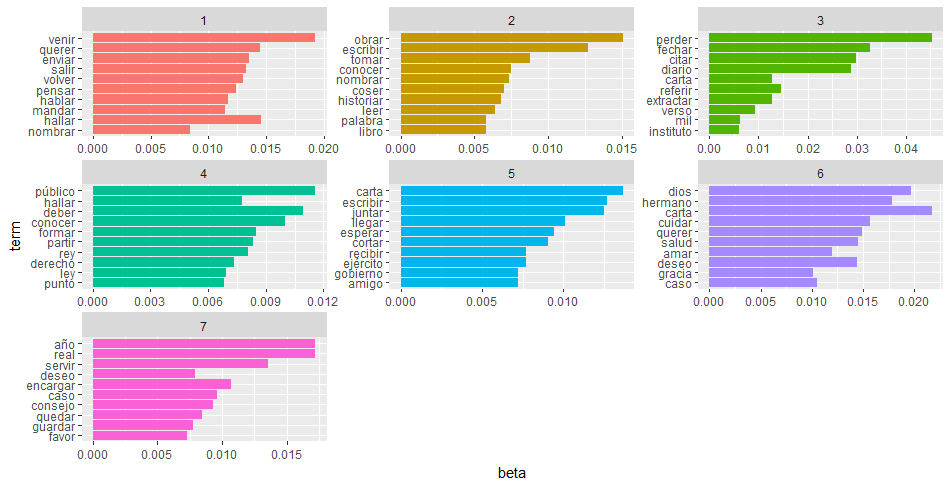 1
venir
querer
enviar
salir
volver
pensar
hablar
mandar
hallar
nombrar
0.000 0.005 0.010 0.015 0.020
2
obrar
escribir
tomar
conocer
nombrar
coser
historiar
leer
palabra
libro
0.000 0.005 0.010 0.015
3
perder
fechar
citar
diario
carta
referir
extractar
verso
mil
instituto
0.00 0.01 0.02 0.03 0.04
term
4
público
hallar
deber
conocer
formar
partir
rey
derecho
ley
punto
0.000 0.003 0.006 0.009 0.012
5
carta
escribir
juntar
llegar
esperar
cortar
recibir
ejército
gobierno
amigo
0.000 0.005 0.010
6
dios
hermano
carta
cuidar
querer
salud
amar
deseo
gracia
caso
0.000 0.005 0.010 0.015 0.020
7
año
real
servir
deseo
encargar
caso
consejo
quedar
guardar
favor
0.000 0.005 0.010 0.015
beta